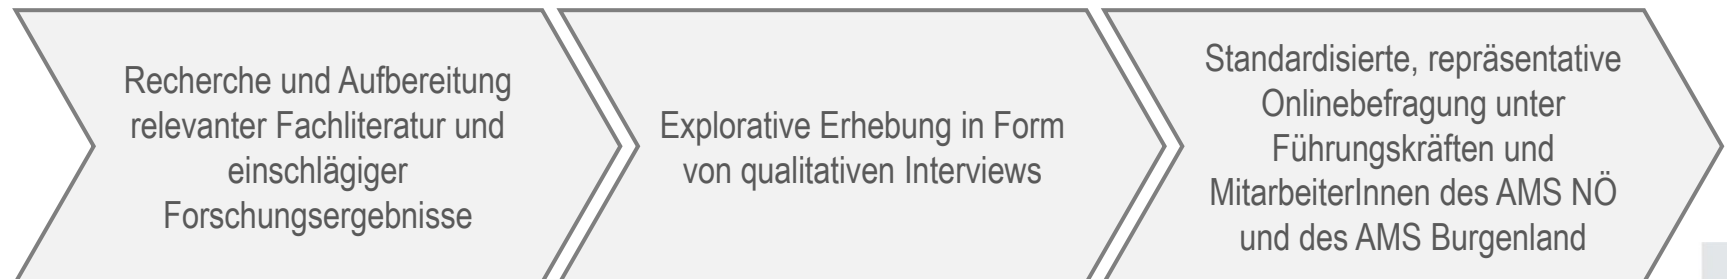 Recherche und Aufbereitung
relevanter Fachliteratur und
einschlägiger
Forschungsergebnisse
Explorative Erhebung in Form
von qualitativen Interviews
Standardisierte, repräsentative
Onlinebefragung unter
Führungskräften und
MitarbeiterInnen des AMS NÖ
und des AMS Burgenland